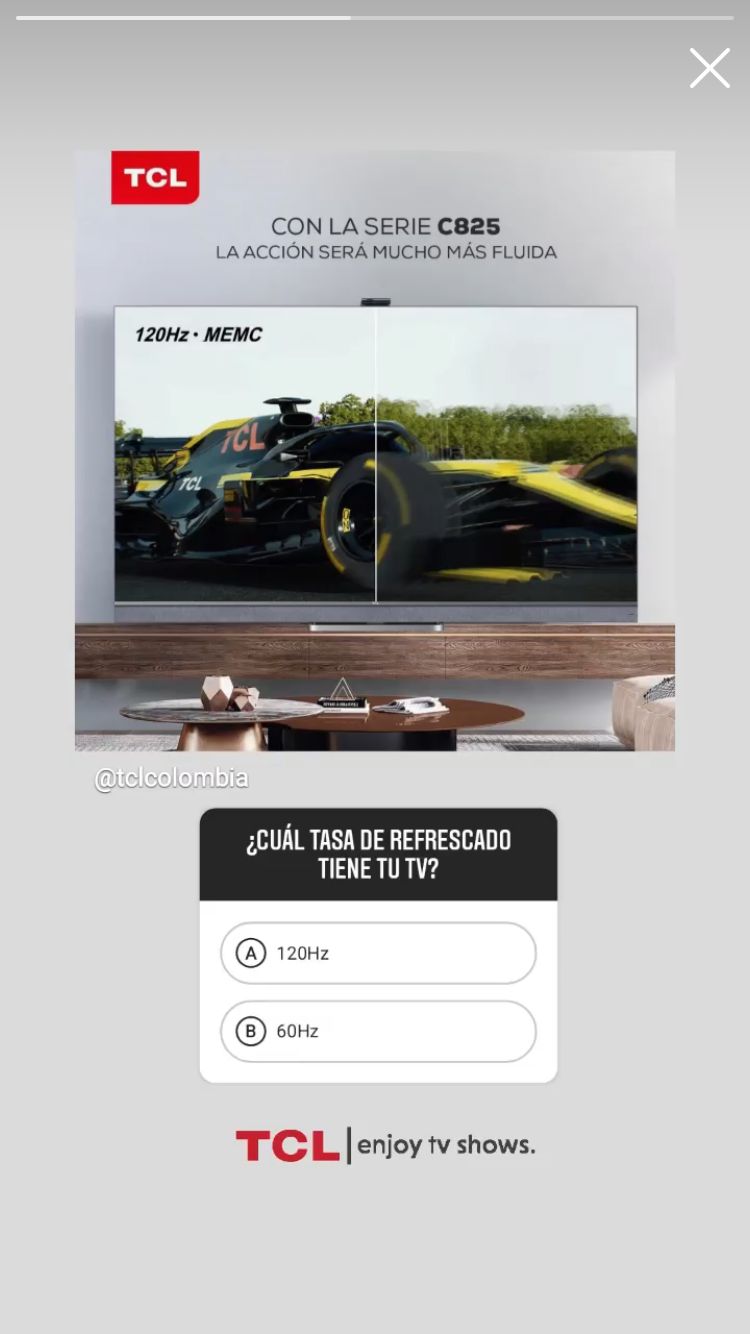 TCL
CON LA SERIE C825
LA ACCIÓN SERÁ MUCHO MÁS FLUIDA
120Hz · MEMC
TCL
TCL
@tclcolombia
¿CUÁL TASA DE REFRESCADO
TIENE TU TV?
A 120Hz
B 60Hz
TCL | enjoy tv shows.